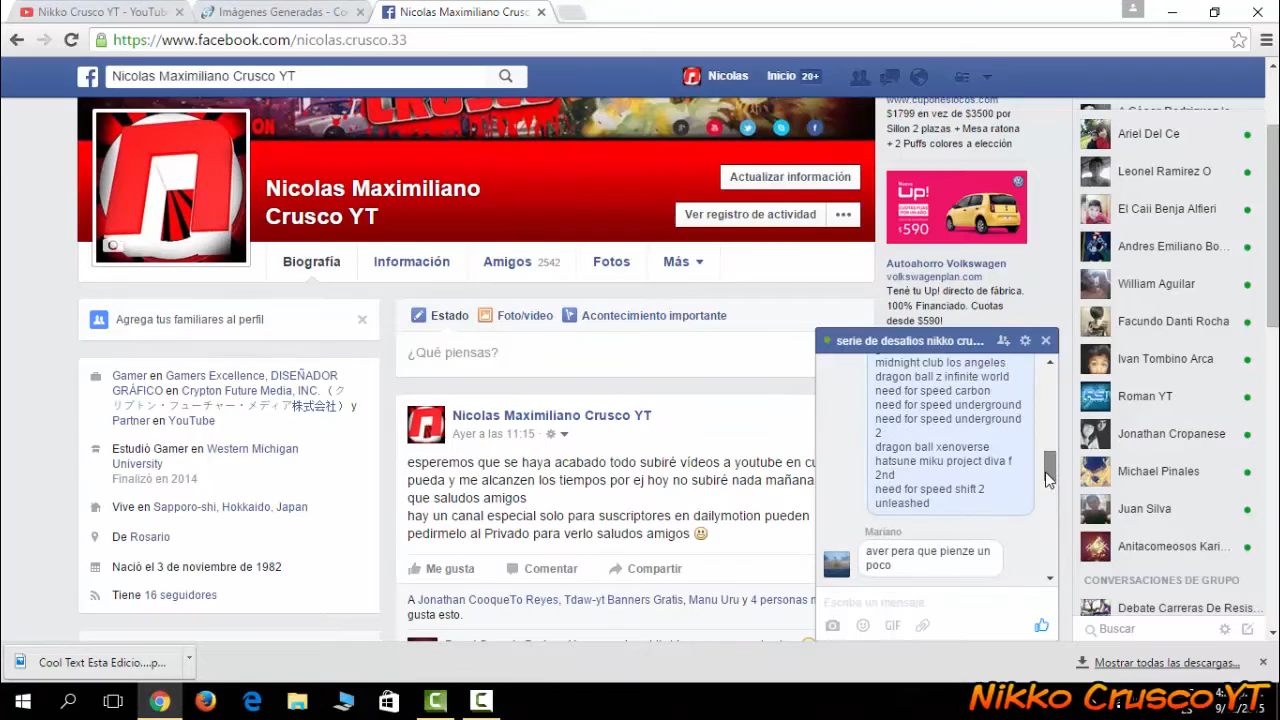 Nikko Crusco YT - YouTub
Imágenes Generadas - Co
Nicolas Maximiliano Crusc
https://www.facebook.com/nicolas.crusco.33
Nicolas Maximiliano Crusco YT
Nicolas
Inicio 20+
CRUSCO
ON
Nicolas Maximiliano
Crusco YT
Actualizar información
Ver registro de actividad
Biografía
Información
Amigos 2542
Fotos
Más
Agrega tus familiares al perfil
Gamer en Gamers Excellence, DISEÑADOR
GRÁFICO en Crypton Future Media, INC. (ク
リプトン・フューチャー・メディア株式会社) y
Partner en YouTube
Estudió Gamer en Western Michigan
University
Finalizó en 2014
Vive en Sapporo-shi, Hokkaido, Japan
De Rosario
Nació el 3 de noviembre de 1982
Tiene 16 seguidores
Estado
Foto/video
Acontecimiento importante
¿Qué piensas?
Nicolas Maximiliano Crusco YT
Ayer a las 11:15
esperemos que se haya acabado todo subiré vídeos a youtube en cu
pueda y me alcanzen los tiempos por ej hoy no subiré nada mañana
que saludos amigos
hay un canal especial solo para suscriptores en dailymotion pueden
pedirmelo al Privado para verlo saludos amigos
Me gusta
Comentar
Compartir
A Jonathan CooqueTo Reyes, Tdaw-yt Banners Gratis, Manu Uru y 4 personas m
gusta esto.
www.cuponeslocos.com
$1799 en vez de $3500 por
Sillon 2 plazas + Mesa ratona
+ 2 Puffs colores a elección
Nuevo
up!
$590
Autoahorro Volkswagen
volkswagenplan.com
Tené tu Up! directo de fábrica.
100% Financiado. Cuotas
desde $590!
serie de desafios nikko cru...
midnight club los angeles
dragon ball z infinite world
need for speed carbon
need for speed underground
need for speed underground
2
dragon ball xenoverse
hatsune miku project diva f
2nd
need for speed shift 2
unleashed
Mariano
aver pera que pienze un
poco
Escribe un mensaje
GIF
Ariel Del Ce
Leonel Ramirez O
El Caii Benja Alfieri
Andres Emiliano Bo...
William Aguilar
Facundo Danti Rocha
Ivan Tombino Arca
Roman YT
Jonathan Cropanese
Michael Pinales
Juan Silva
Anitacomeosos Kari...
CONVERSACIONES DE GRUPO
Debate Carreras De Resis...
Buscar
Cool Text Esta Edicio....p...
Mostrar todas las descargas...
Nikko Crusco YT